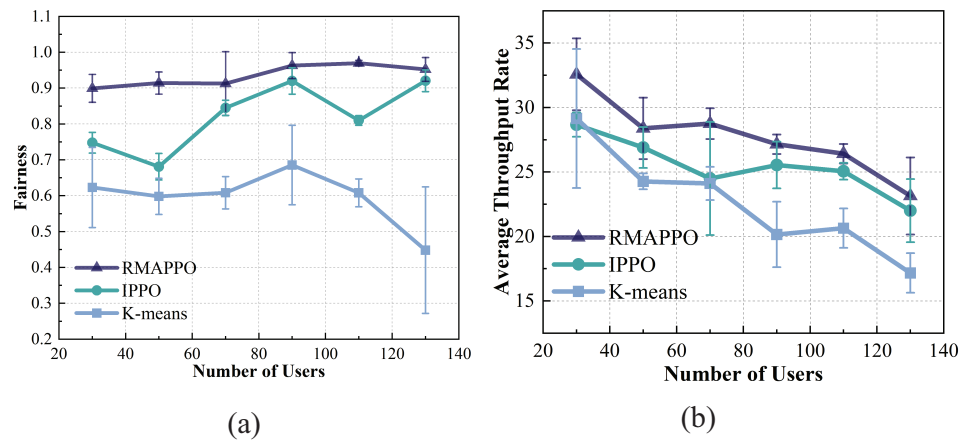 1.1
1.0
0.9
0.8
0.7
0.6
0.5
0.4
0.3
0.2
Fairness
RMAPPO
IPPO
K-means
20 40 60 80 100 120 140
Number of Users
(a)
35
30
25
20
15
Average Throughput Rate
RMAPPO
IPPO
K-means
20 40 60 80 100 120 140
Number of Users
(b)